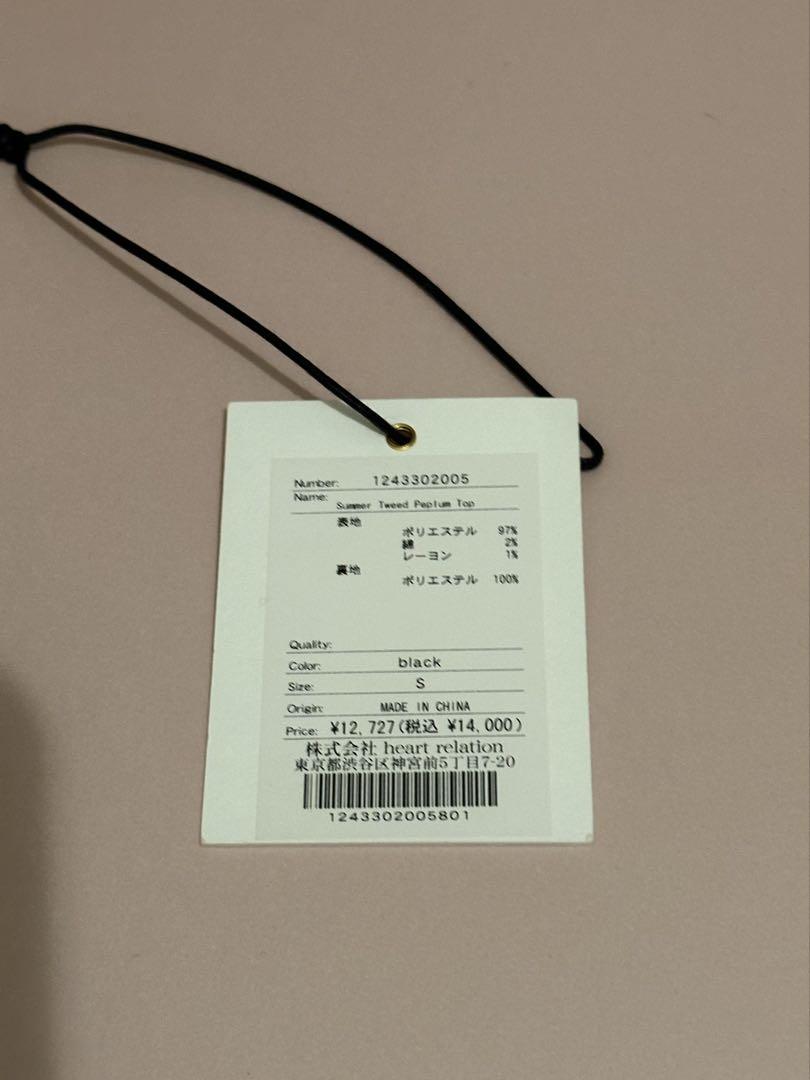 Number: 1243302005
Name:
Summer Tweed Peplum Top
表地
ポリエステル 97%
綿 2%
レーヨン 1%
裏地
ポリエステル 100%
Quality:
Color: black
Size: S
Origin: MADE IN CHINA
Price: ¥12,727(税込 ¥14,000)
株式会社 heart relation
東京都渋谷区神宮前5丁目7-20
1243302005801